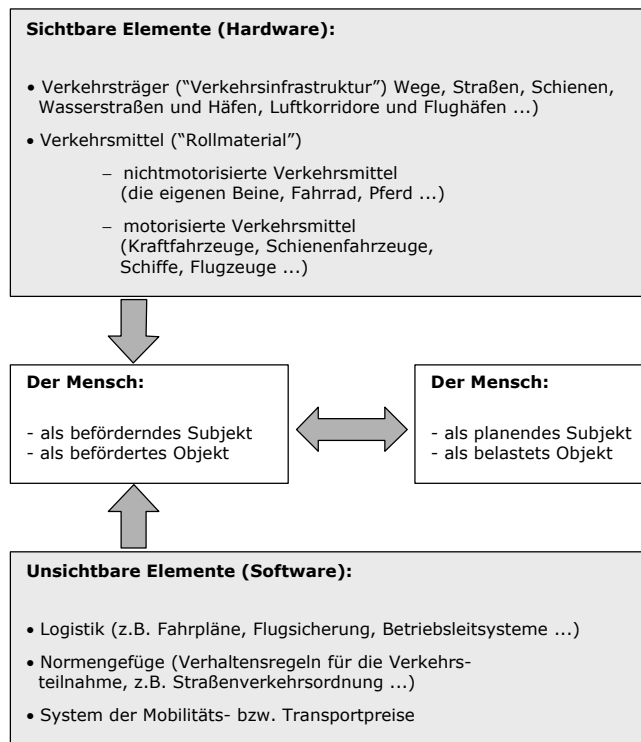 Sichtbare Elemente (Hardware):
• Verkehrsträger (“Verkehrsinfrastruktur”) Wege, Straßen, Schienen,
Wasserstraßen und Häfen, Luftkorridore und Flughäfen ...)
• Verkehrsmittel (“Rollmaterial”)
– nichtmotorisierte Verkehrsmittel
(die eigenen Beine, Fahrrad, Pferd ...)
– motorisierte Verkehrsmittel
(Kraftfahrzeuge, Schienenfahrzeuge,
Schiffe, Flugzeuge ...)
Der Mensch:
- als beförderndes Subjekt
- als befördertes Objekt
Der Mensch:
- als planendes Subjekt
- als belastets Objekt
Unsichtbare Elemente (Software):
• Logistik (z.B. Fahrpläne, Flugsicherung, Betriebsleitsysteme ...)
• Normengefüge (Verhaltensregeln für die Verkehrs-
teilnahme, z.B. Straßenverkehrsordnung ...)
• System der Mobilitäts- bzw. Transportpreise